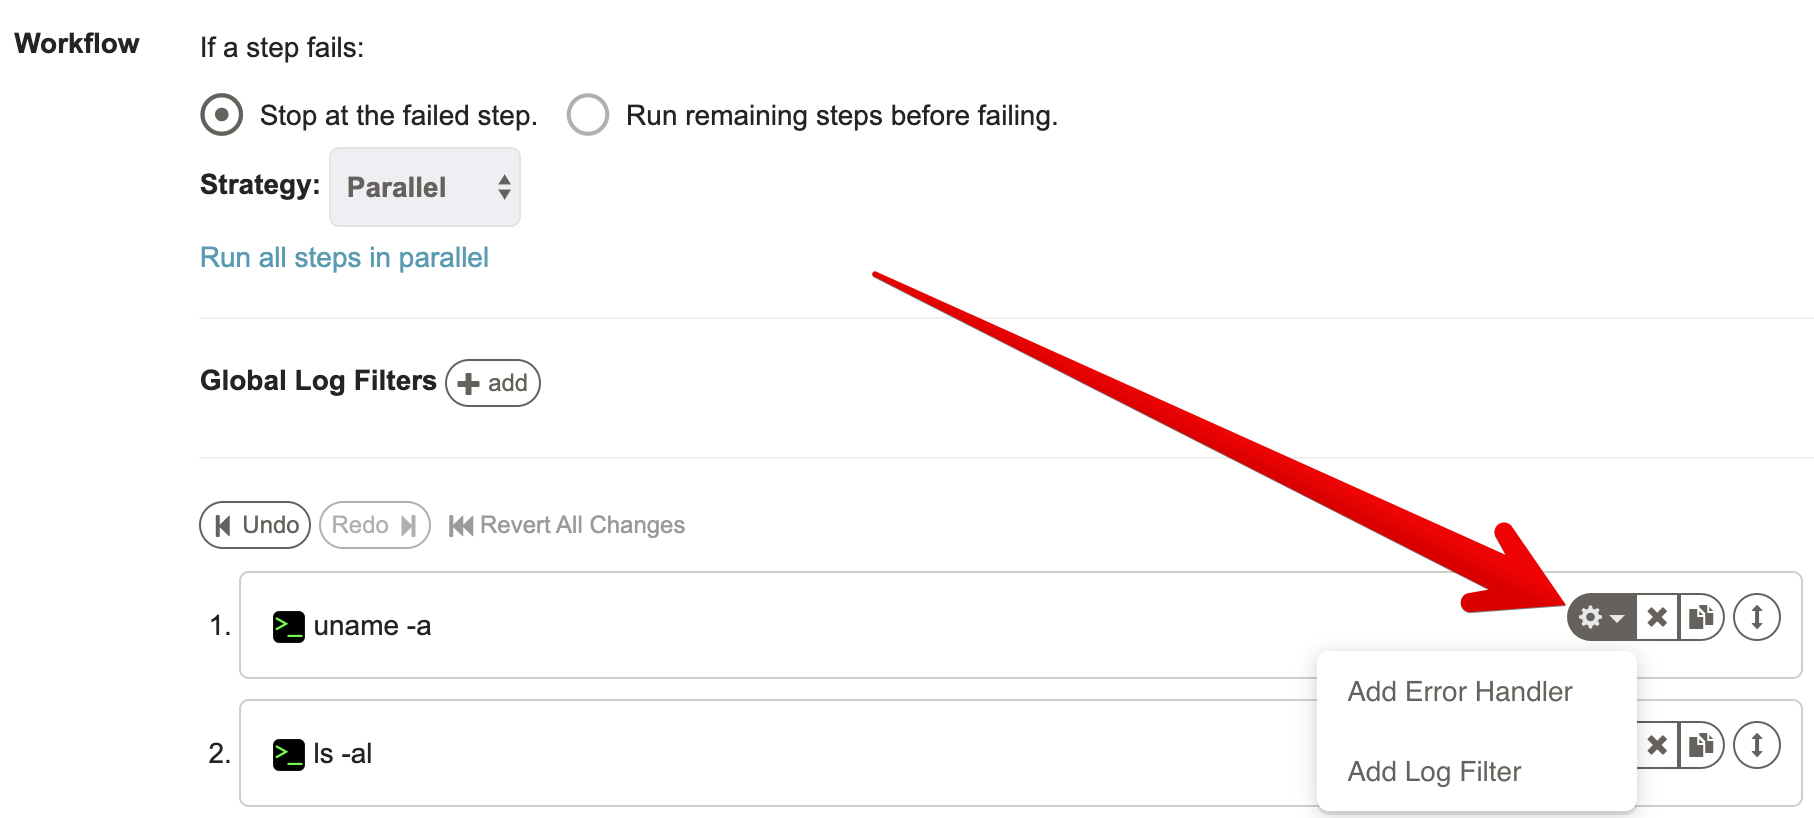 Workflow
If a step fails:
Stop at the failed step. Run remaining steps before failing.
Strategy: Parallel
Run all steps in parallel
Global Log Filters add
Undo Redo Revert All Changes
1. >_ uname -a
Add Error Handler
2. >_ ls -al
Add Log Filter